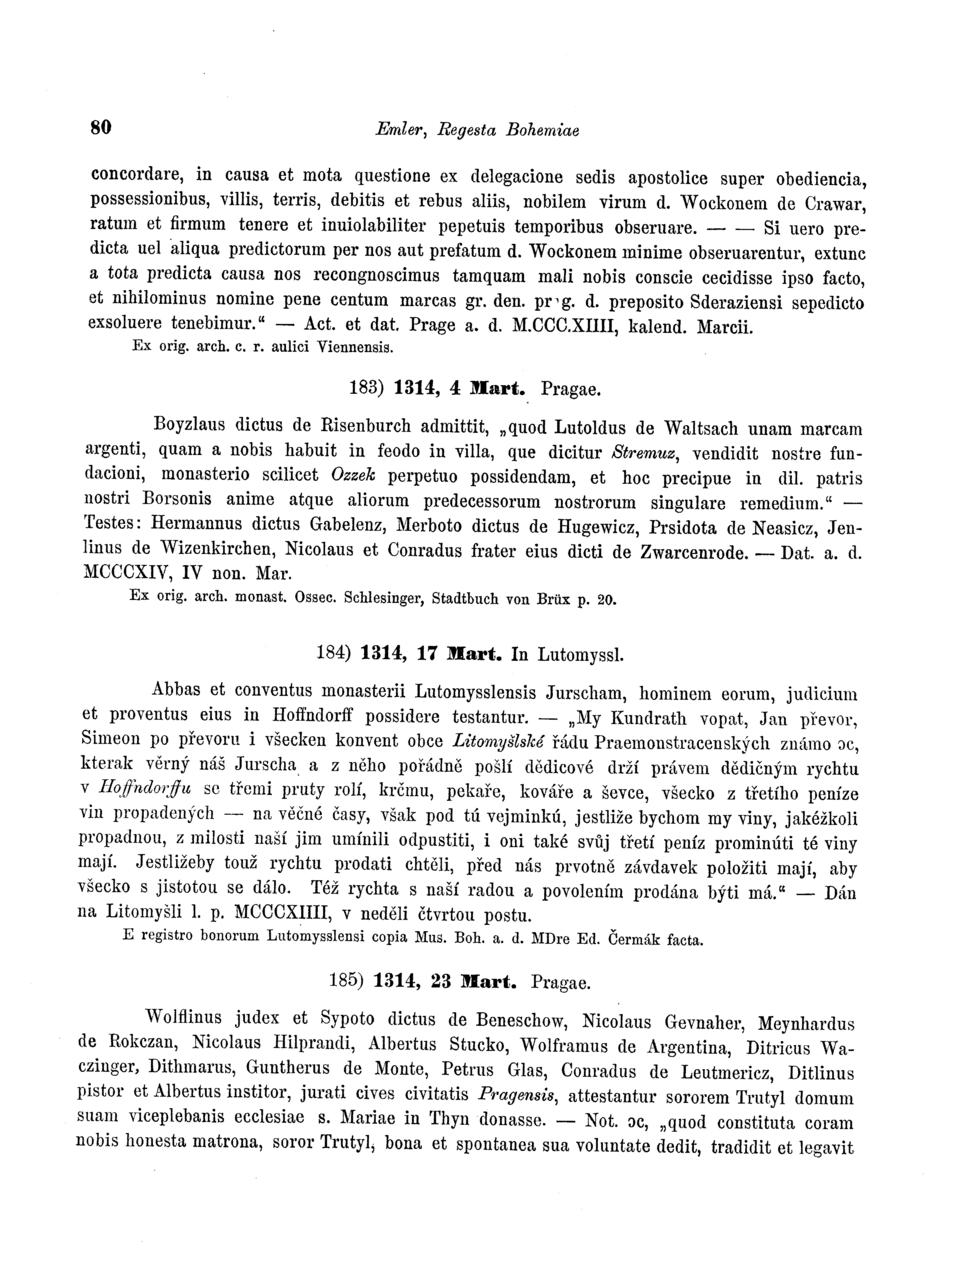 80
Emler, Regesta Bohemiae
concordare, in causa et mota questione ex delegacione sedis apostolice super obediencia,
possessionibus, villis, terris, debitis et rebus aliis, nobilem virum d. Wockonem de Crawar,
ratum et firmum tenere et inuiolabiliter pepetuis temporibus obseruare. — — Si uero pre-
dicta uel aliqua predictorum per nos aut prefatum d. Wockonem minime obseruarentur, extunc
a tota predicta causa nos recongnoscimus tamquam mali nobis conscie cecidisse ipso facto,
et nihilominus nomine pene centum marcas gr. den. prag. d. preposito Sderaziensi sepedicto
exsoluere tenebimur.“ — Act. et dat. Prage a. d. M.CCC.XIIII, kalend. Marcii.
Ex orig. arch. c. r. aulici Viennensis.
183) 1314, 4 Mart. Pragae.
Boyzlaus dictus de Risenburch admittit, „quod Lutoldus de Waltsach unam marcam
argenti, quam a nobis habuit in feodo in villa, que dicitur Stremuz, vendidit nostre fun-
dacioni, monasterio scilicet Ozzek perpetuo possidendam, et hoc precipue in dil. patris
nostri Borsonis anime atque aliorum predecessorum nostrorum singulare remedium.“ —
Testes: Hermannus dictus Gabelenz, Merboto dictus de Hugewicz, Prsidota de Neasicz, Jen-
linus de Wizenkirchen, Nicolaus et Conradus frater eius dicti de Zwarcenrode. — Dat. a. d.
MCCCXIV, IV non. Mar.
Ex orig. arch. monast. Ossec. Schlesinger, Stadtbuch von Brüx p. 20.
184) 1314, 17 Mart. In Lutomyssl.
Abbas et conventus monasterii Lutomysslensis Jurscham, hominem eorum, judicium
et proventus eius in Hoffndorff possidere testantur. — „My Kundrath vopat, Jan převor,
Simeon po převoru i všecken konvent obce Litomyšlské řádu Praemonstracenských známo ɔc,
kterak věrný náš Jurscha a z něho pořádně pošlí dědicové drží právem dědičným rychtu
v Hoffndorffu se třemi pruty rolí, krčmu, pekaře, kováře a ševce, všecko z třetího peníze
vin propadených — na věčné časy, však pod tú vejminkú, jestliže bychom my viny, jakéžkoli
propadnou, z milosti naší jim umínili odpustiti, i oni také svůj třetí peníz prominúti té viny
mají. Jestližeby touž rychtu prodati chtěli, před nás prvotně závdavek položiti mají, aby
všecko s jistotou se dálo. Též rychta s naší radou a povolením prodána býti má.“ — Dán
na Litomyšli l. p. MCCCXIIII, v neděli čtvrtou postu.
E registro bonorum Lutomysslensi copia Mus. Boh. a. d. MDre Ed. Čermák facta.
185) 1314, 23 Mart. Pragae.
Wolflinus judex et Sypoto dictus de Beneschow, Nicolaus Gevnaher, Meynhardus
de Rokczan, Nicolaus Hilprandi, Albertus Stucko, Wolframus de Argentina, Ditricus Wa-
czinger, Dithmarus, Guntherus de Monte, Petrus Glas, Conradus de Leutmericz, Ditlinus
pistor et Albertus institor, jurati cives civitatis Pragensis, attestantur sororem Trutyl domum
suam viceplebanis ecclesiae s. Mariae in Thyn donasse. — Not. ɔc, „quod constituta coram
nobis honesta matrona, soror Trutyl, bona et spontanea sua voluntate dedit, tradidit et legavit